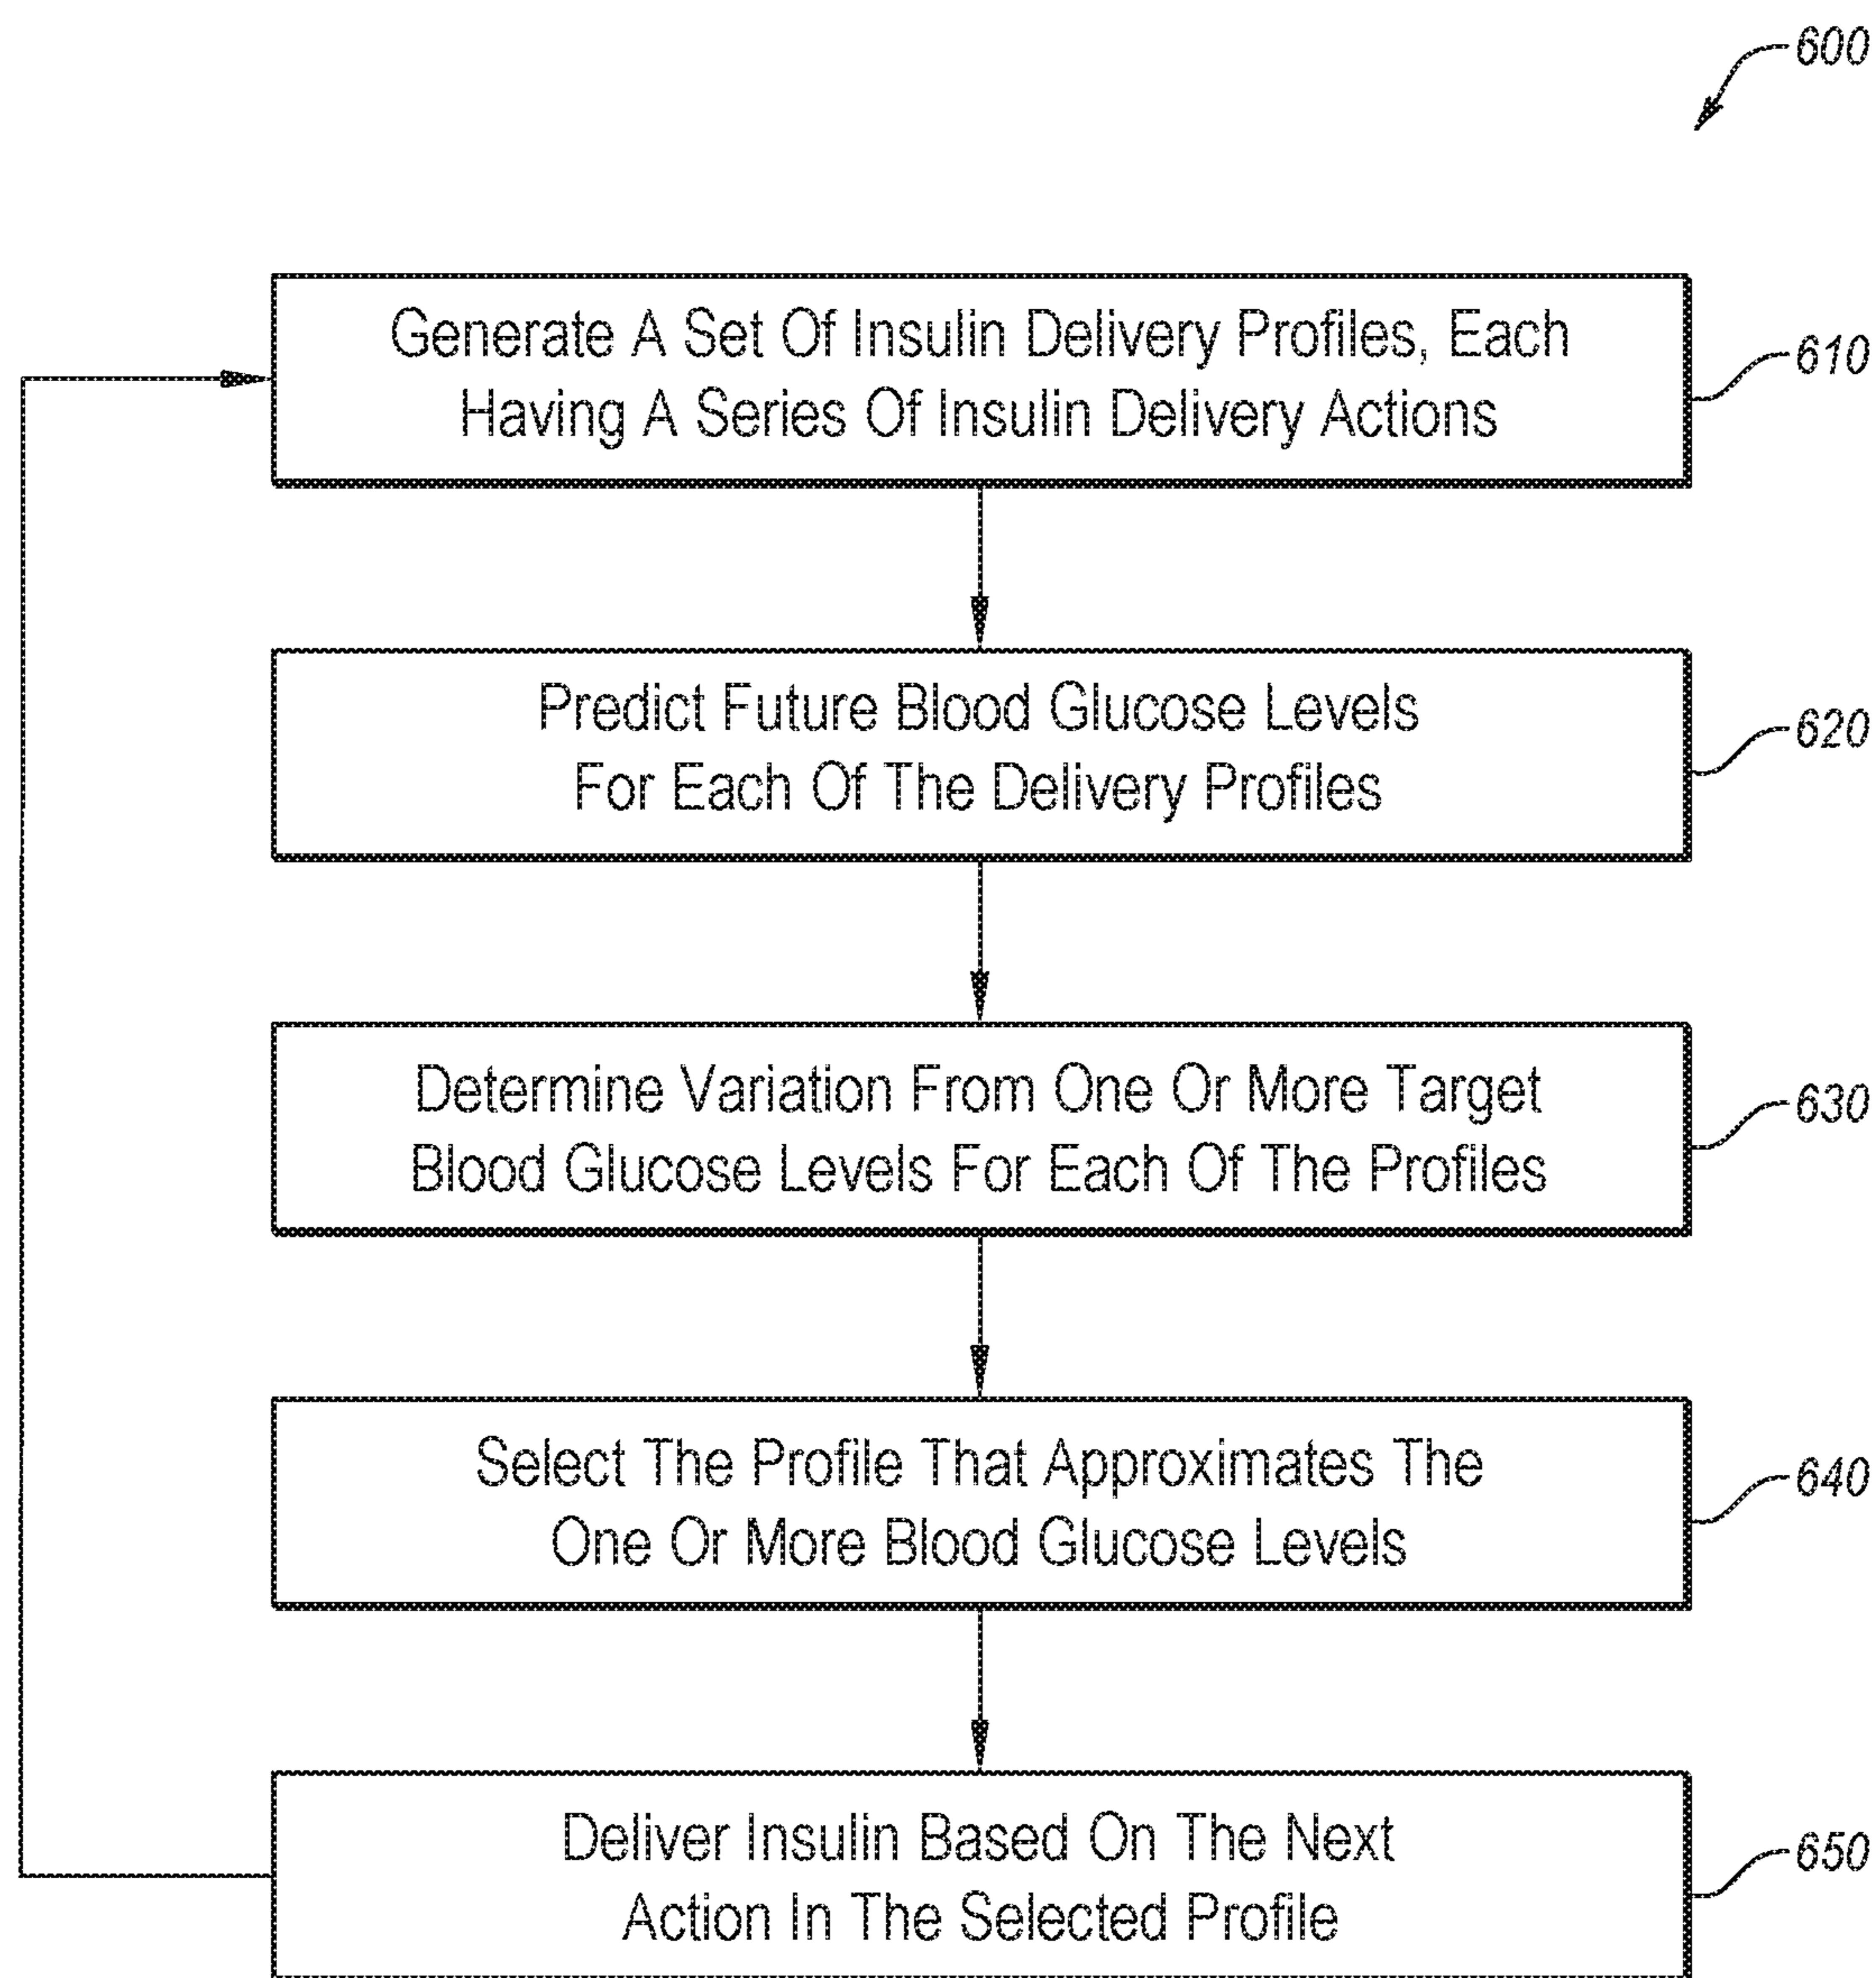 600
Generate A Set Of Insulin Delivery Profiles, Each
Having A Series Of Insulin Delivery Actions
610
Predict Future Blood Glucose Levels
For Each Of The Delivery Profiles
620
Determine Variation From One Or More Target
Blood Glucose Levels For Each Of The Profiles
630
Select The Profile That Approximates The
One Or More Blood Glucose Levels
640
Deliver Insulin Based On The Next
Action In The Selected Profile
650